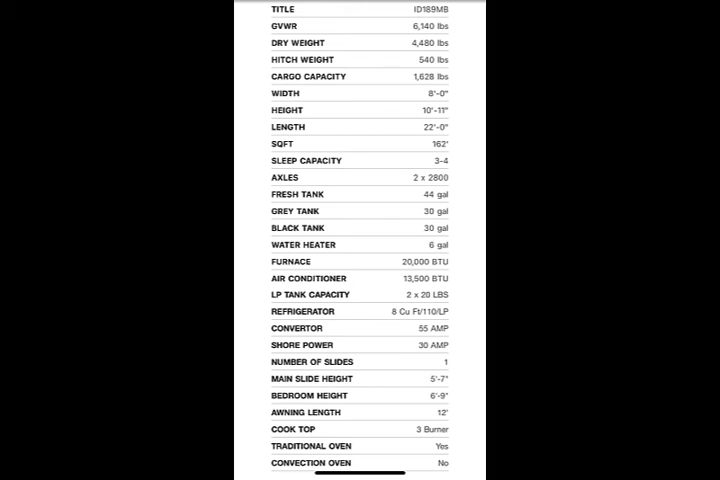 TITLE ID189MB
GVWR 6,140 lbs
DRY WEIGHT 4,480 lbs
HITCH WEIGHT 540 lbs
CARGO CAPACITY 1,628 lbs
WIDTH 8'-0"
HEIGHT 10'-11"
LENGTH 22'-0"
SQFT 162'
SLEEP CAPACITY 3-4
AXLES 2 x 2800
FRESH TANK 44 gal
GREY TANK 30 gal
BLACK TANK 30 gal
WATER HEATER 6 gal
FURNACE 20,000 BTU
AIR CONDITIONER 13,500 BTU
LP TANK CAPACITY 2 x 20 LBS
REFRIGERATOR 8 Cu Ft/110/LP
CONVERTOR 55 AMP
SHORE POWER 30 AMP
NUMBER OF SLIDES 1
MAIN SLIDE HEIGHT 5'-7"
BEDROOM HEIGHT 6'-9"
AWNING LENGTH 12'
COOK TOP 3 Burner
TRADITIONAL OVEN Yes
CONVECTION OVEN No